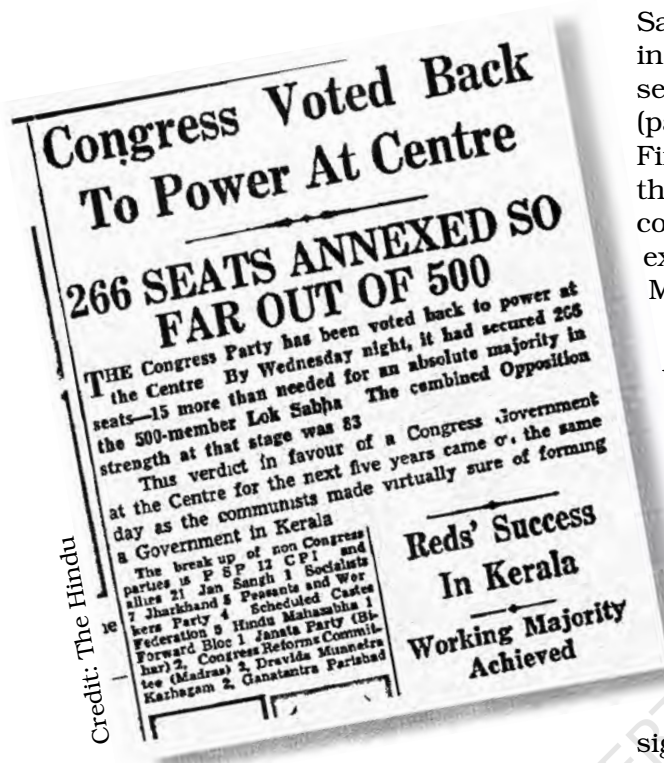 Congress Voted Back
To Power At Centre
266 SEATS ANNEXED SO
FAR OUT OF 500
THE Congress Party has been voted back to power at
the Centre By Wednesday night, it had secured 266
seats—15 more than needed for an absolute majority in
the 500-member Lok Sabha The combined Opposition
strength at that stage was 83
This verdict in favour of a Congress Government
at the Centre for the next five years came on the same
day as the communists made virtually sure of forming
a Government in Kerala
The break up of non Congress
parties is P S P 12 C P I and
allies 21 Jan Sangh 1 Socialists
7 Jharkhand 5 Peasants and Wor
kers Party 4 Scheduled Castes
Federation 5 Hindu Mahasabha 1
Forward Bloc 1 Janata Party (Bi-
har) 2, Congress Reforms Commit-
tee (Madras) 3, Dravida Munnetra
Kazhagam 2, Ganatantra Parishad
Reds' Success
In Kerala
Working Majority
Achieved
Credit: The Hindu
Sa
in
se
(pa
Fi
th
co
ex
M
sig